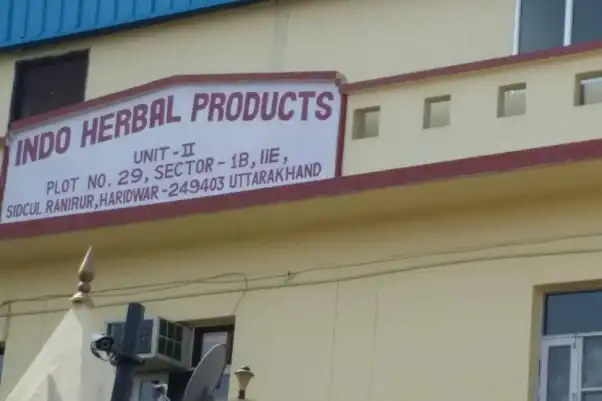 INDO HERBAL PRODUCTS
UNIT-II
PLOT NO. 29, SECTOR-1B, IIE,
SIDCUL RANIRUR, HARIDWAR-249403 UTTARAKHAND